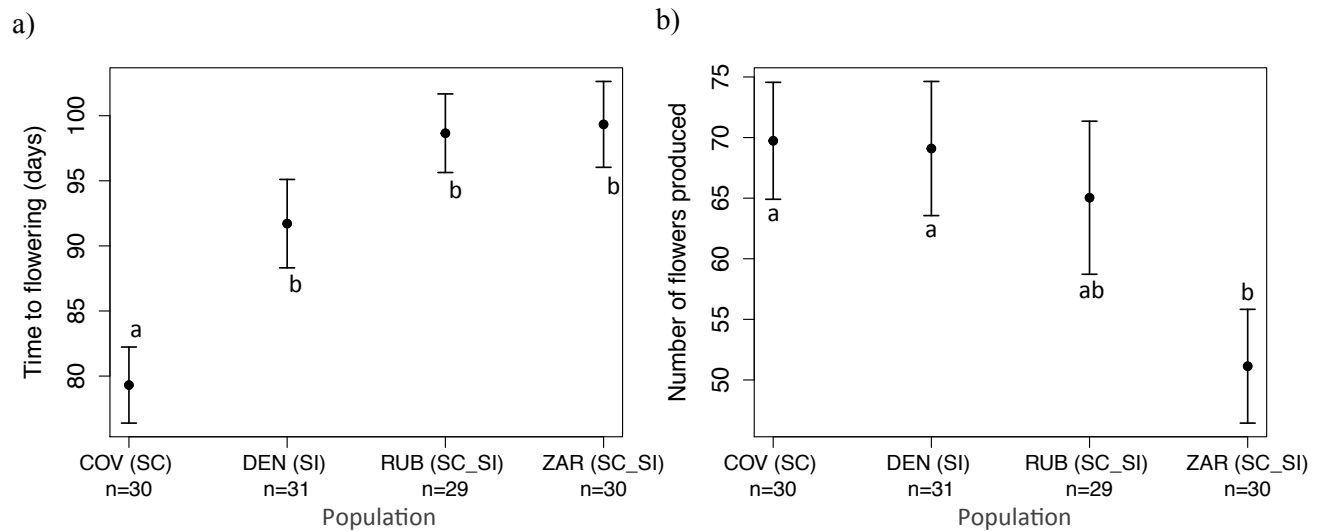 a)
Time to flowering (days)
100
95
90
85
80
a
b
b
b
COV (SC)
DEN (SI)
RUB (SC_SI)
ZAR (SC_SI)
n=30
n=31
n=29
n=30
Population
b)
Number of flowers produced
75
70
65
60
55
50
a
a
ab
b
COV (SC)
DEN (SI)
RUB (SC_SI)
ZAR (SC_SI)
n=30
n=31
n=29
n=30
Population